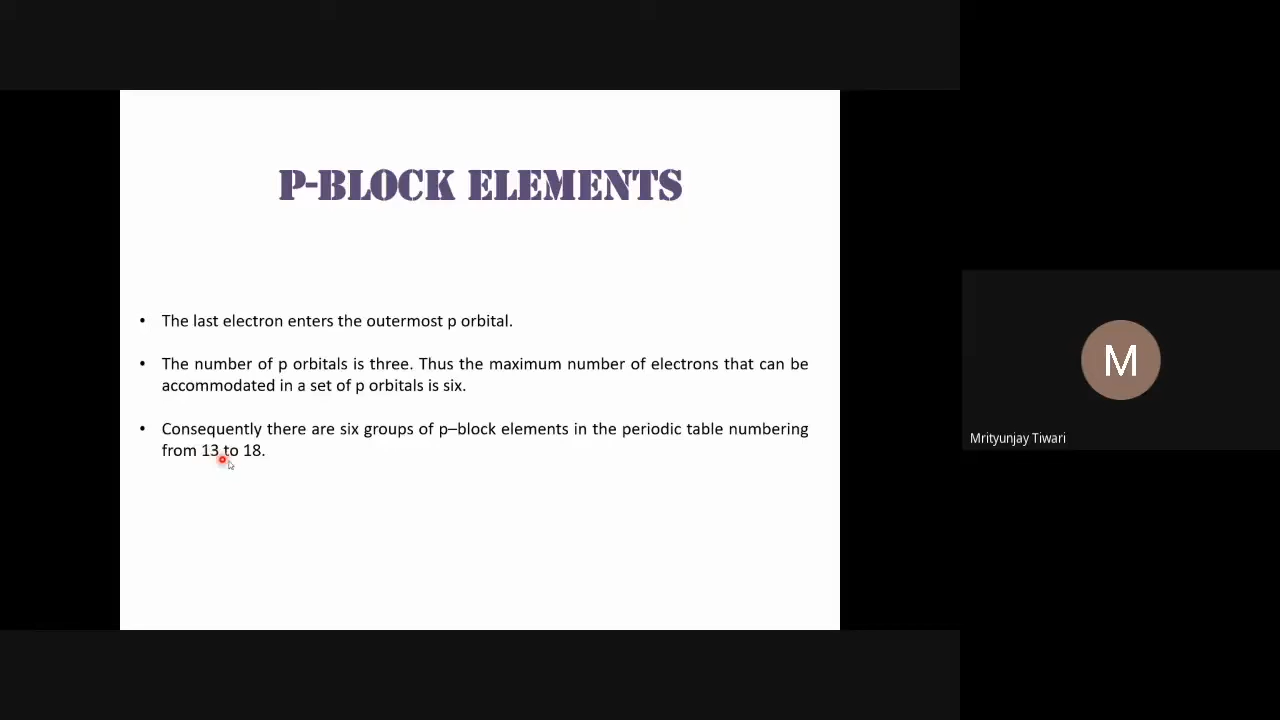 P-BLOCK ELEMENTS
• The last electron enters the outermost p orbital.
• The number of p orbitals is three. Thus the maximum number of electrons that can be
accommodated in a set of p orbitals is six.
• Consequently there are six groups of p–block elements in the periodic table numbering
from 13 to 18.
M
Mrityunjay Tiwari